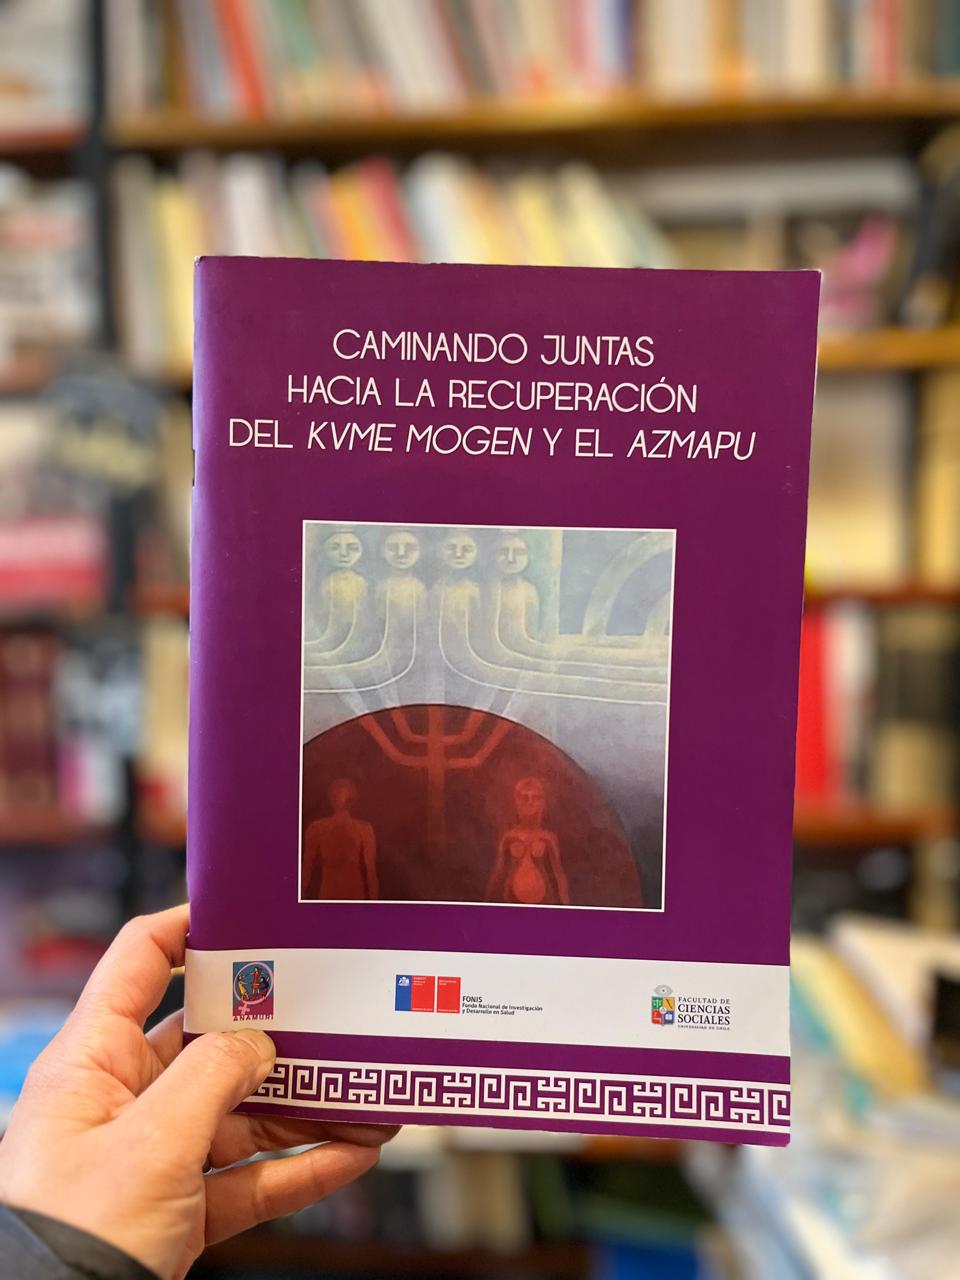 CAMINANDO JUNTAS
HACIA LA RECUPERACIÓN
DEL KVME MOGEN Y EL AZMAPU
ANAMURI
FONIS
Fondo Nacional de Investigación
y Desarrollo en Salud
FACULTAD DE
CIENCIAS
SOCIALES
UNIVERSIDAD DE CHILE